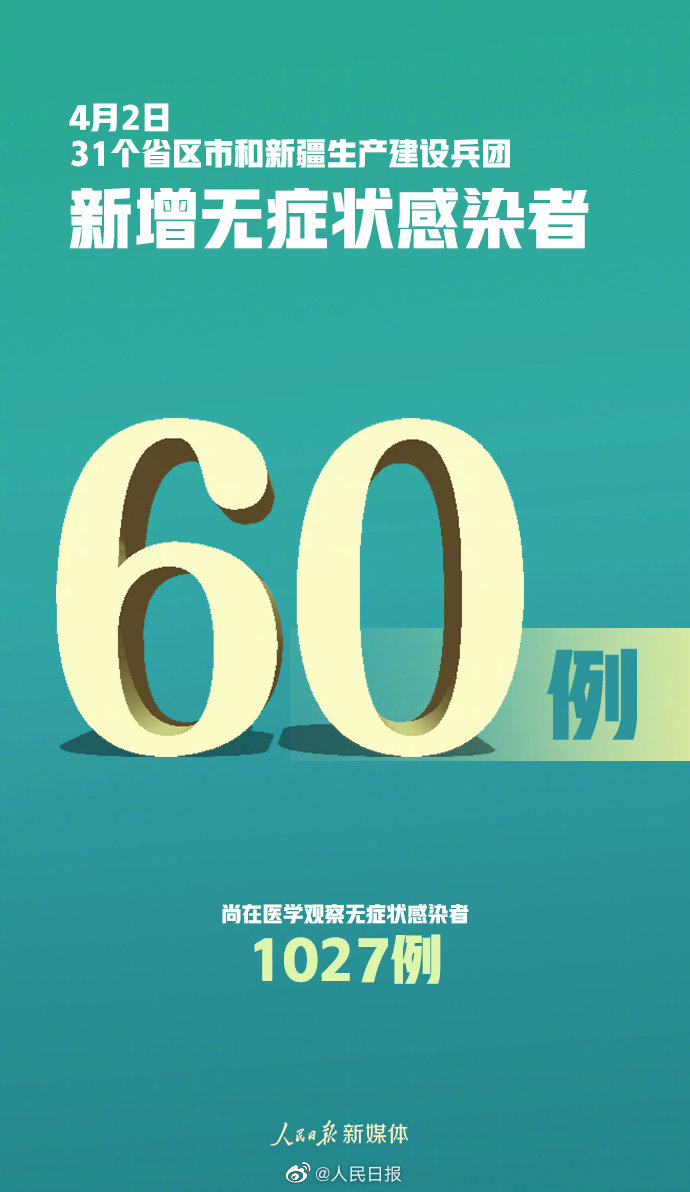 4月2日
31个省区市和新疆生产建设兵团
新增无症状感染者
60例
尚在医学观察无症状感染者
1027例
人民日报 新媒体
@人民日报